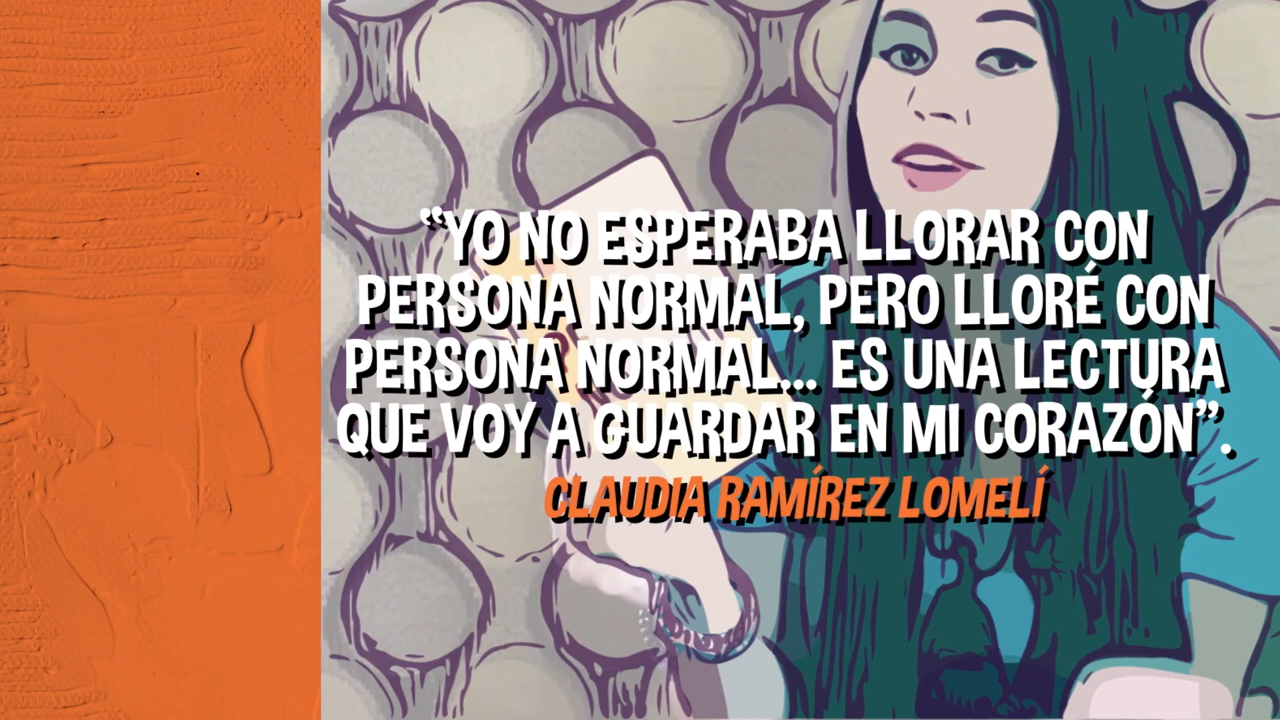 “YO NO ESPERABA LLORAR CON
PERSONA NORMAL, PERO LLORÉ CON
PERSONA NORMAL... ES UNA LECTURA
QUE VOY A GUARDAR EN MI CORAZÓN”.
CLAUDIA RAMÍREZ LOMELÍ